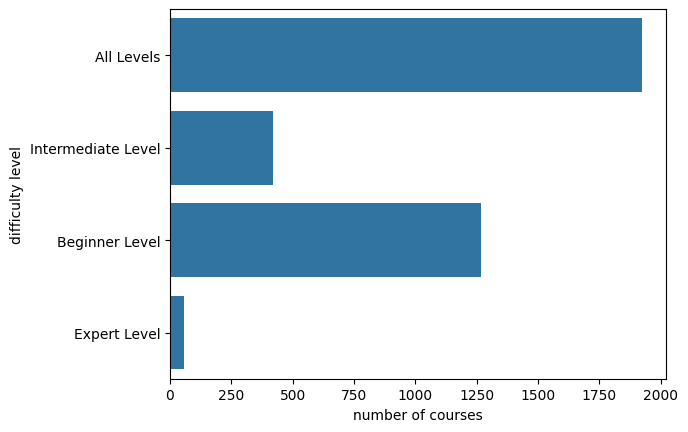 All Levels
Intermediate Level
Beginner Level
Expert Level
difficulty level
0 250 500 750 1000 1250 1500 1750 2000
number of courses